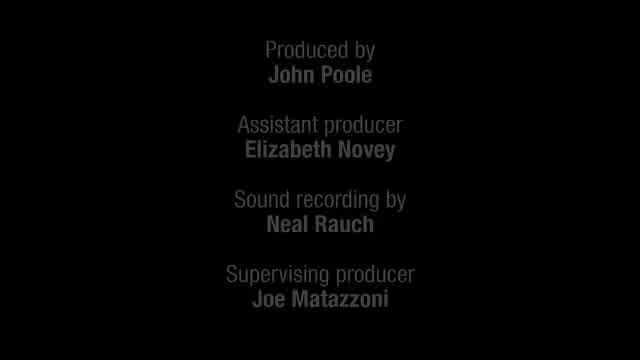 Produced by
John Poole
Assistant producer
Elizabeth Novey
Sound recording by
Neal Rauch
Supervising producer
Joe Matazzoni